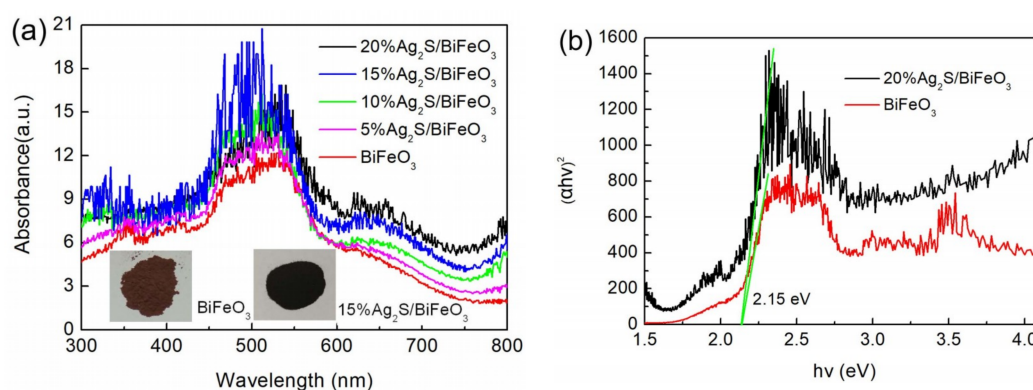 (a)
21
18
15
12
9
6
3
0
Absorbance(a.u.)
20%Ag₂S/BiFeO₃
15%Ag₂S/BiFeO₃
10%Ag₂S/BiFeO₃
5%Ag₂S/BiFeO₃
BiFeO₃
BiFeO₃
15%Ag₂S/BiFeO₃
300 400 500 600 700 800
Wavelength (nm)
(b)
1600
1400
1200
1000
800
600
400
200
0
(αhν)²
20%Ag₂S/BiFeO₃
BiFeO₃
2.15 eV
1.5 2.0 2.5 3.0 3.5 4.0
hν (eV)